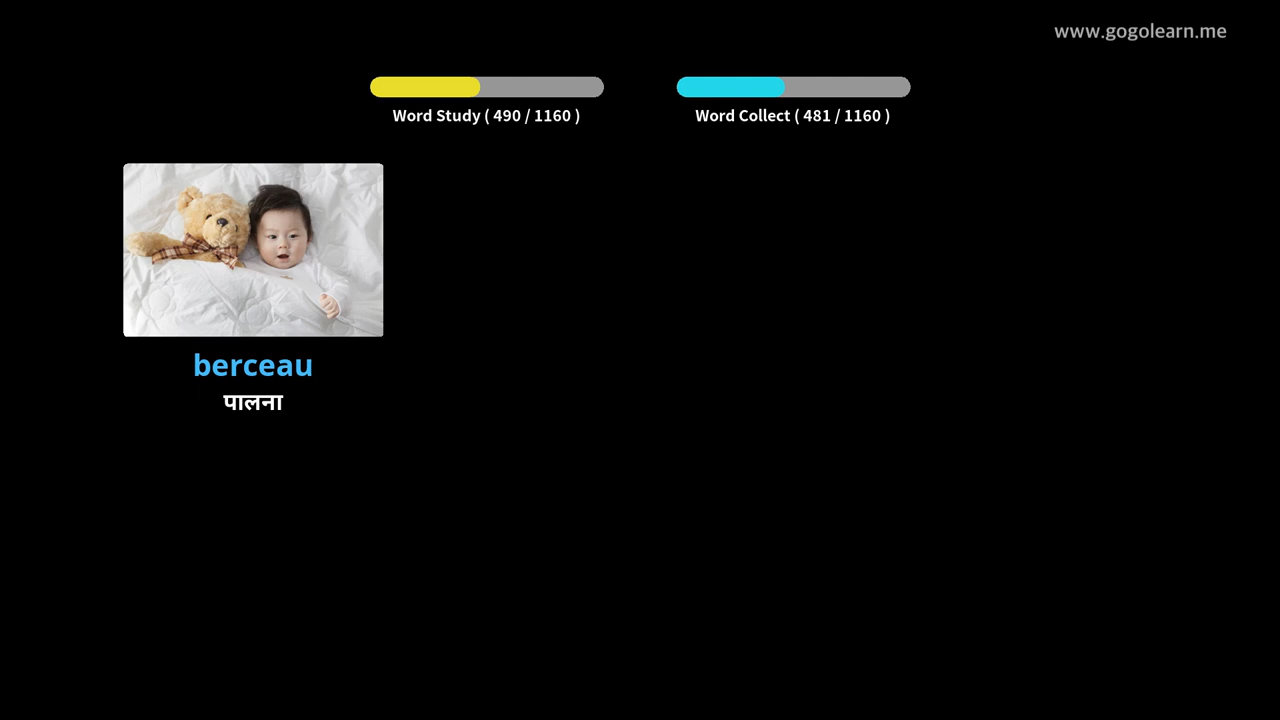 www.gogolearn.me
Word Study ( 490 / 1160 )
Word Collect ( 481 / 1160 )
berceau
पालना